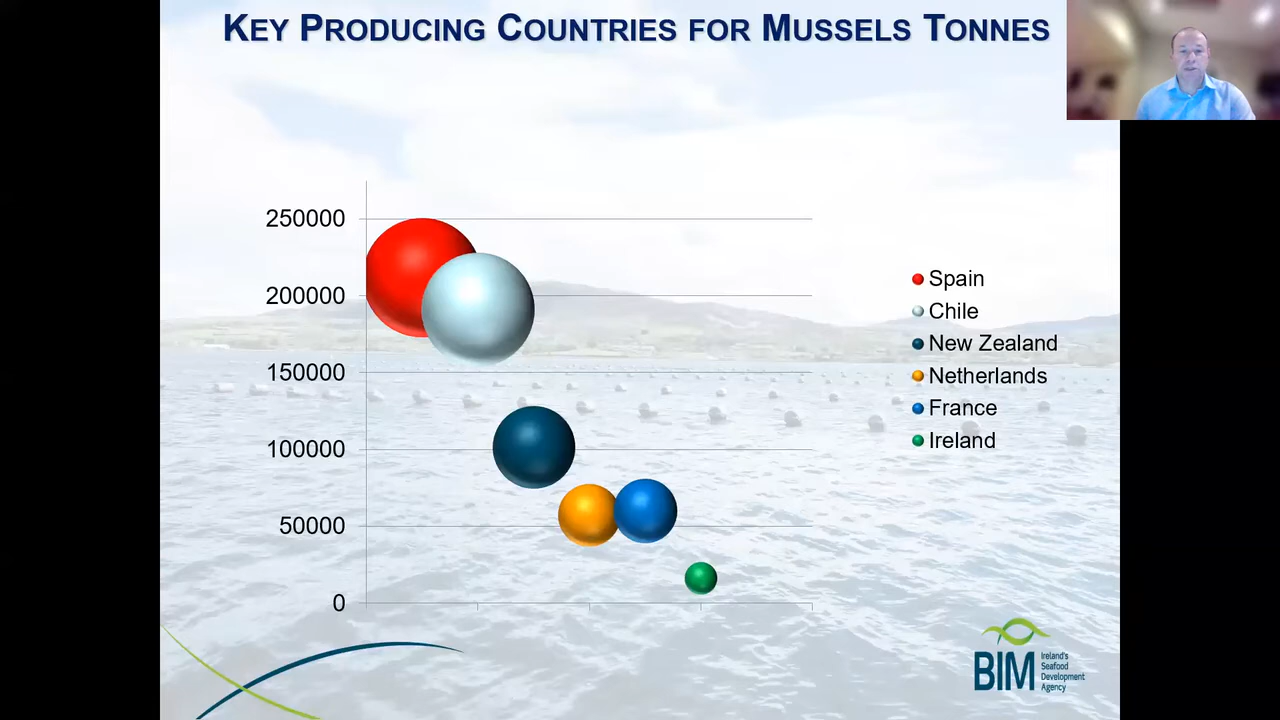 KEY PRODUCING COUNTRIES FOR MUSSELS TONNES
250000
200000
150000
100000
50000
0
Spain
Chile
New Zealand
Netherlands
France
Ireland
BIM
Ireland's
Seafood
Development
Agency